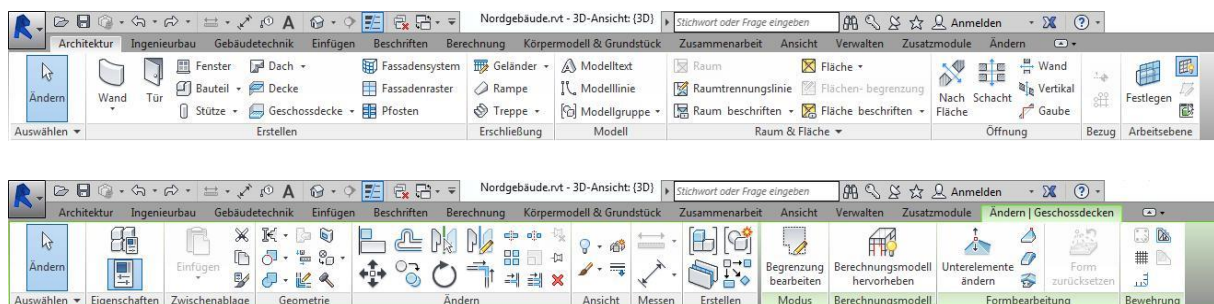 Nordgebäude.rvt - 3D-Ansicht: {3D} Stichwort oder Frage eingeben Anmelden
Architektur Ingenieurbau Gebäudetechnik Einfügen Beschriften Berechnung Körpermodell & Grundstück Zusammenarbeit Ansicht Verwalten Zusatzmodule Ändern
Fenster Dach Fassadensystem Geländer Modelltext Raum Fläche Wand
Bauteil Decke Fassadenraster Rampe Modelllinie Raumtrennungslinie Flächen- begrenzung Vertikal
Ändern Wand Tür Nach Fläche Schacht Festlegen
Stütze Geschossdecke Pfosten Treppe Modellgruppe Raum beschriften Fläche beschriften Gaube
Auswählen Erstellen Erschließung Modell Raum & Fläche Öffnung Bezug Arbeitsebene
Nordgebäude.rvt - 3D-Ansicht: {3D} Stichwort oder Frage eingeben Anmelden
Architektur Ingenieurbau Gebäudetechnik Einfügen Beschriften Berechnung Körpermodell & Grundstück Zusammenarbeit Ansicht Verwalten Zusatzmodule Ändern | Geschossdecken
Ändern Einfügen Begrenzung Berechnungsmodell Unterelemente Form
bearbeiten hervorheben ändern zurücksetzen
Auswählen Eigenschaften Zwischenablage Geometrie Ändern Ansicht Messen Erstellen Modus Berechnungsmodell Formbearbeitung Bewehrung